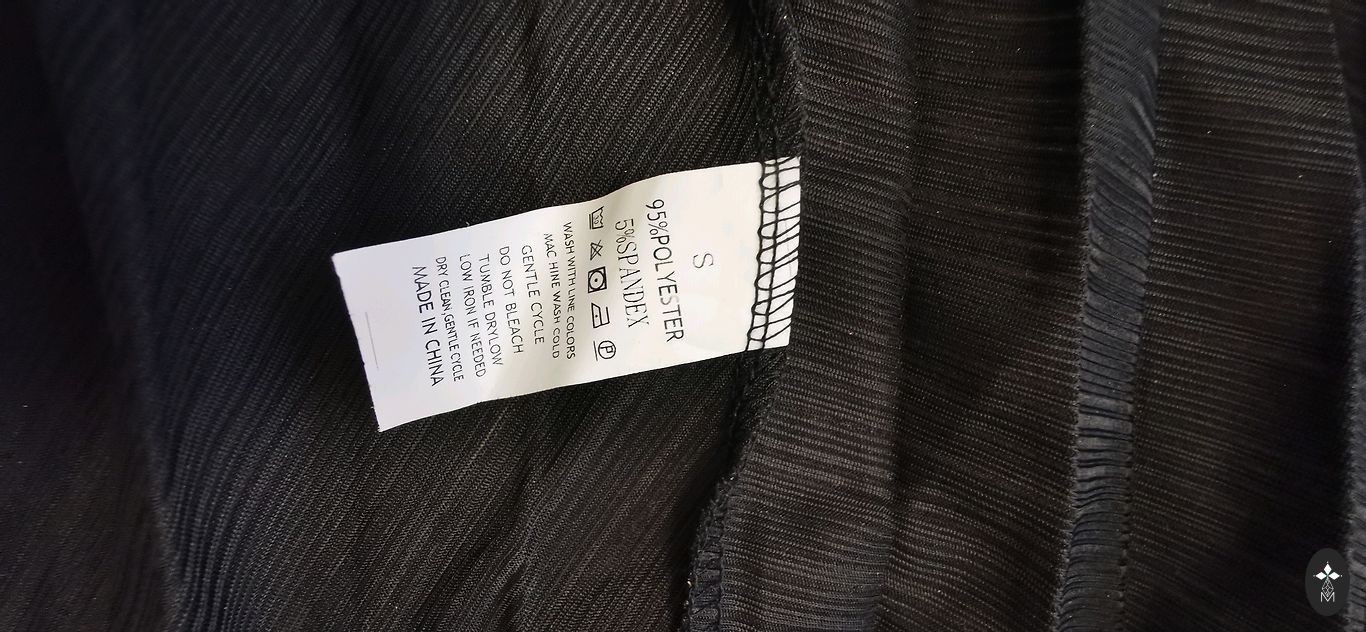 S
95%POLYESTER
5%SPANDEX
P
WASH WITH LINE COLORS
MAC HINE WASH COLD
GENTLE CYCLE
DO NOT BLEACH
TUMBLE DRYLOW
LOW IRON IF NEEDED
DRY CLEAN,GENTLE CYCLE
MADE IN CHINA
M